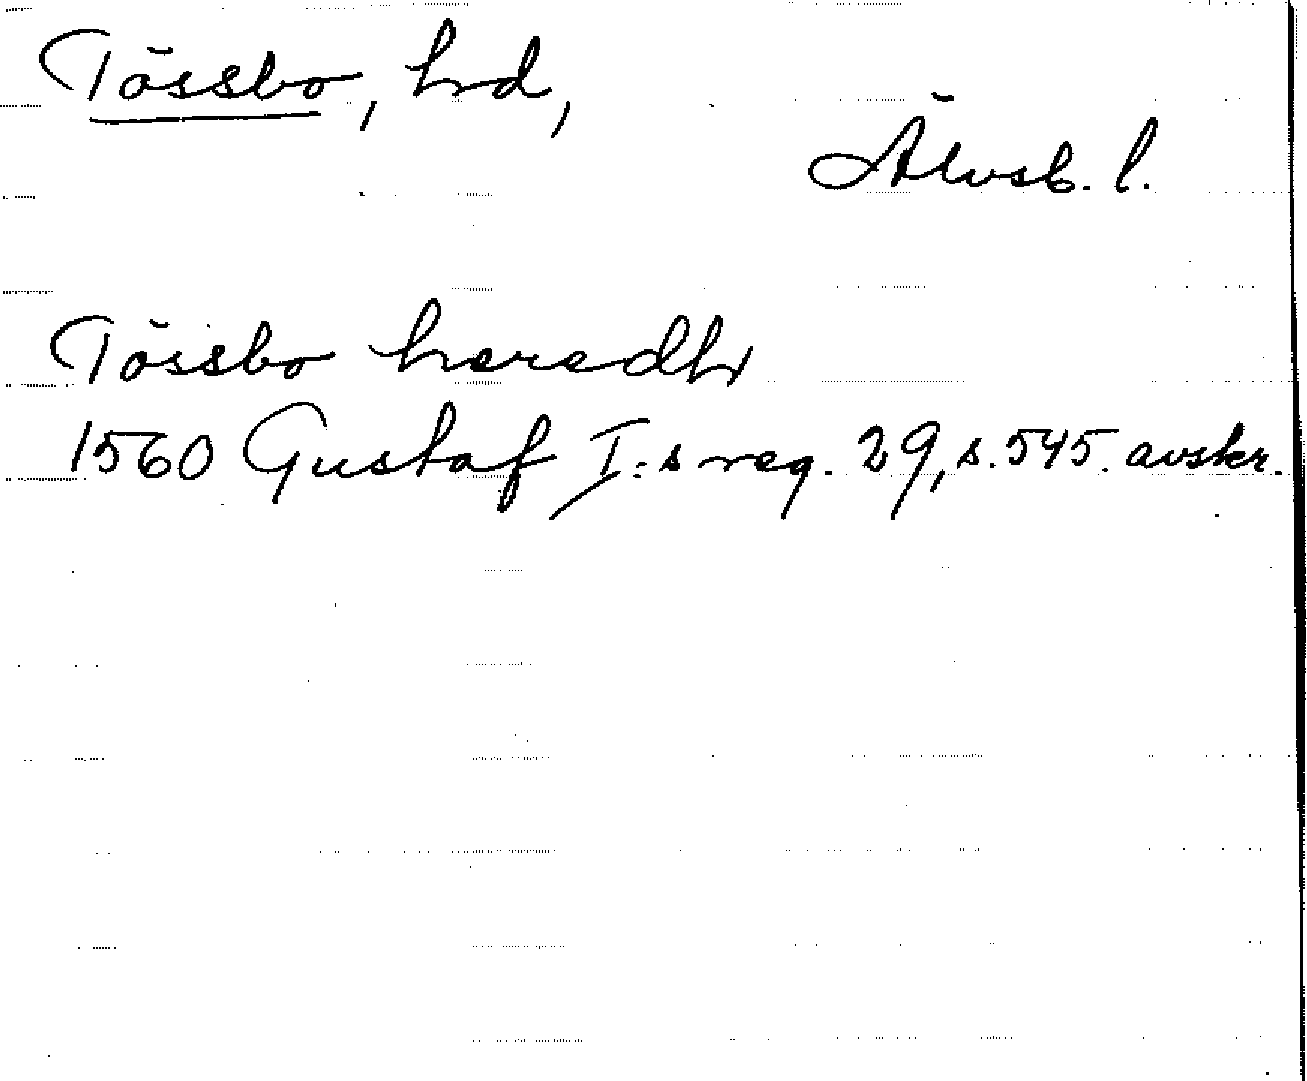 Tössbo, hd,
Älvsb. l.
Tössbo heredh
1560 Gustaf I:s reg. 29, s. 545. avskr.